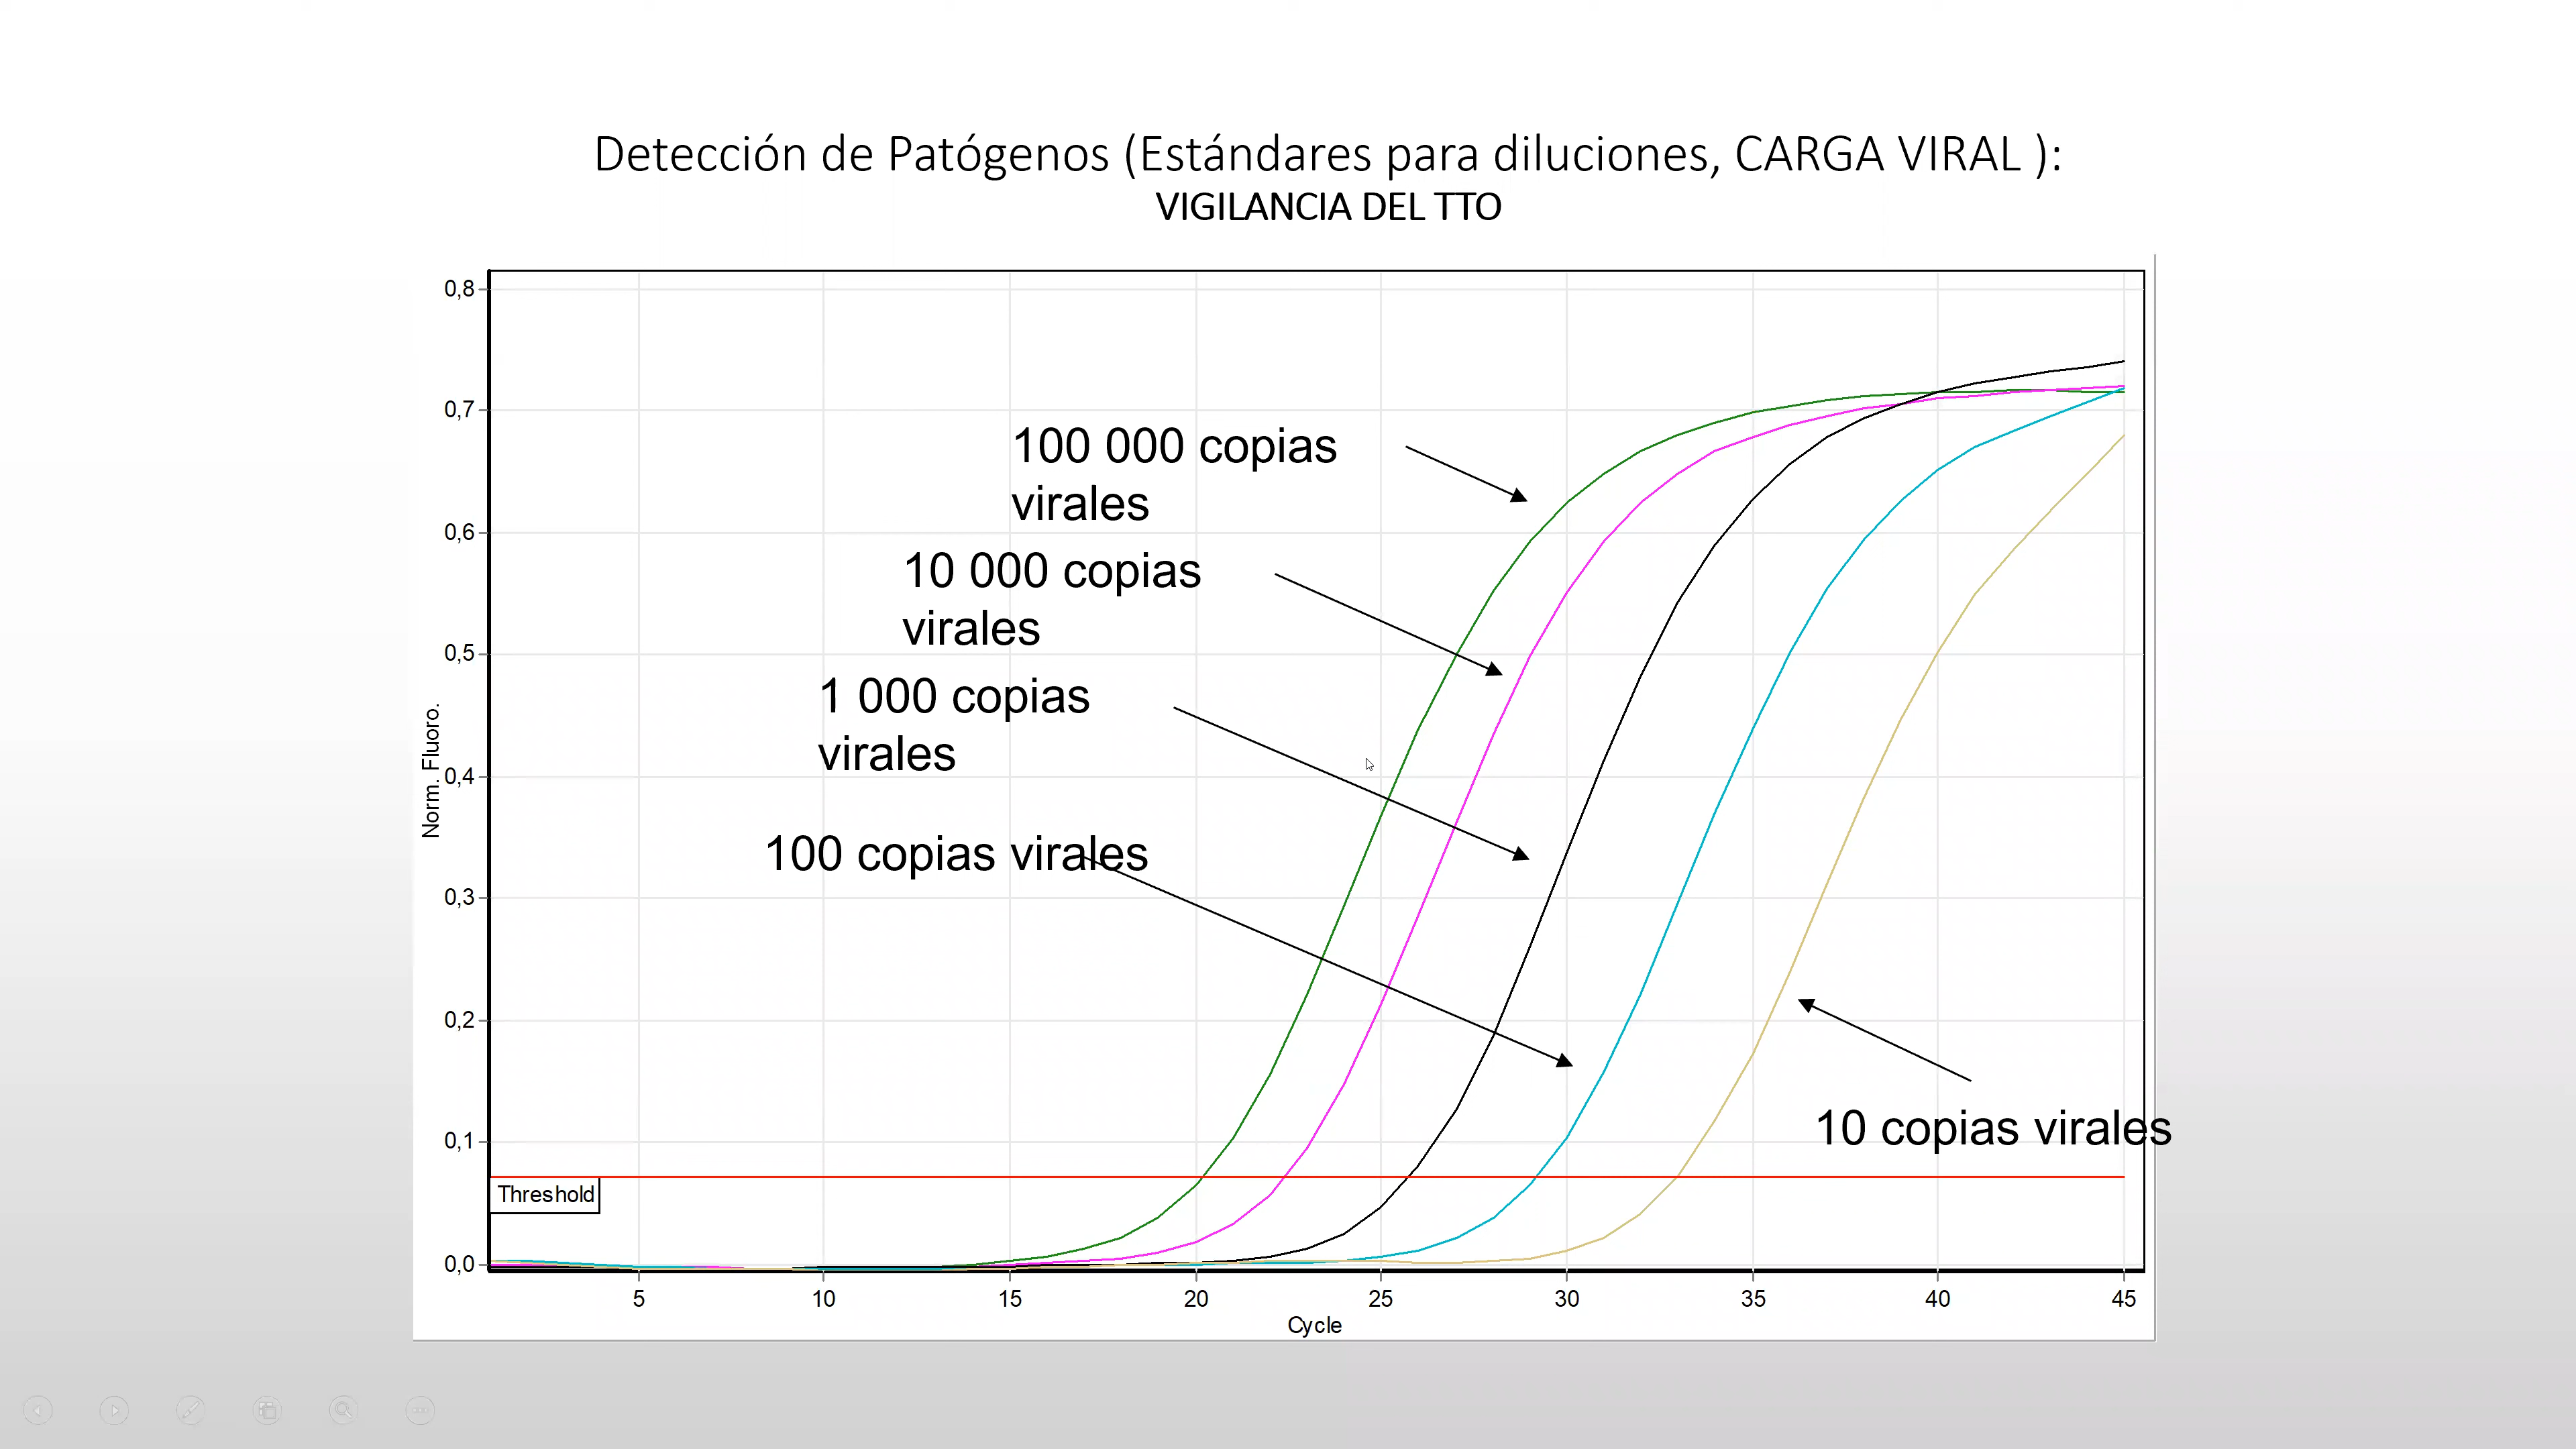 Detección de Patógenos (Estándares para diluciones, CARGA VIRAL ):
VIGILANCIA DEL TTO
0,8
0,7
0,6
0,5
0,4
0,3
0,2
0,1
0,0
Norm. Fluoro.
100 000 copias
virales
10 000 copias
virales
1 000 copias
virales
100 copias virales
10 copias virales
Threshold
5 10 15 20 25 30 35 40 45
Cycle